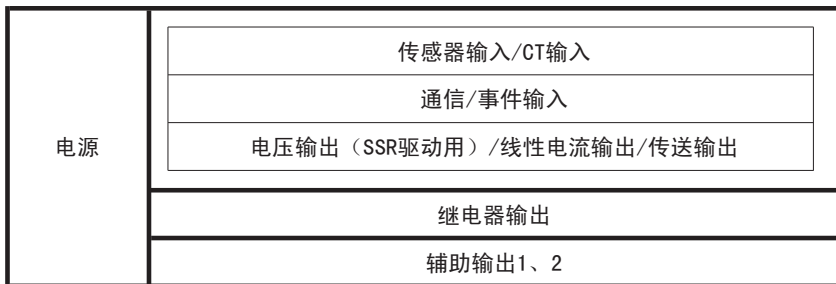 传感器输入/CT输入
通信/事件输入
电源
电压输出（SSR驱动用）/线性电流输出/传送输出
继电器输出
辅助输出1、2